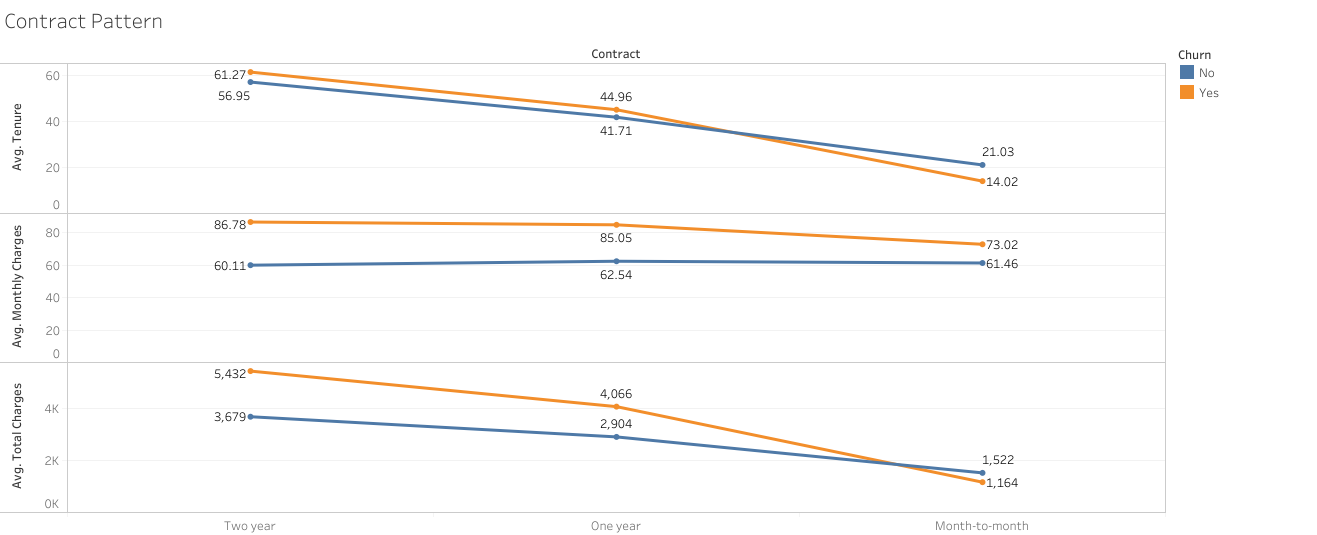 Contract Pattern
Contract
Churn
No
Yes
Avg. Tenure
60
40
20
0
61.27
56.95
44.96
41.71
21.03
14.02
Avg. Monthly Charges
80
60
40
20
0
86.78
60.11
85.05
62.54
73.02
61.46
Avg. Total Charges
4K
2K
0K
5,432
3,679
4,066
2,904
1,522
1,164
Two year
One year
Month-to-month